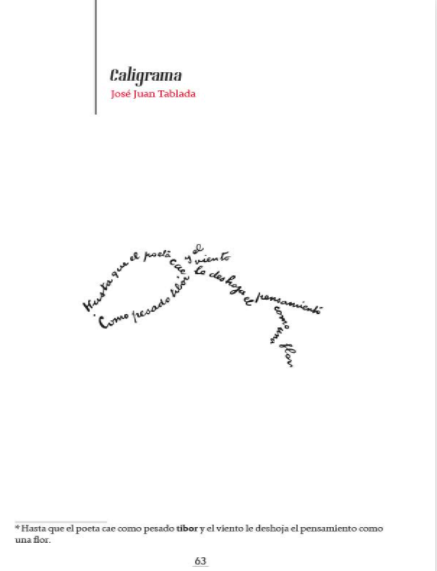 Caligrama
José Juan Tablada
Hasta que el poeta cae
Como pesado tibor
y el
viento
le deshoja el pensamiento
como
una
flor
*Hasta que el poeta cae como pesado tibor y el viento le deshoja el pensamiento como
una flor.
63